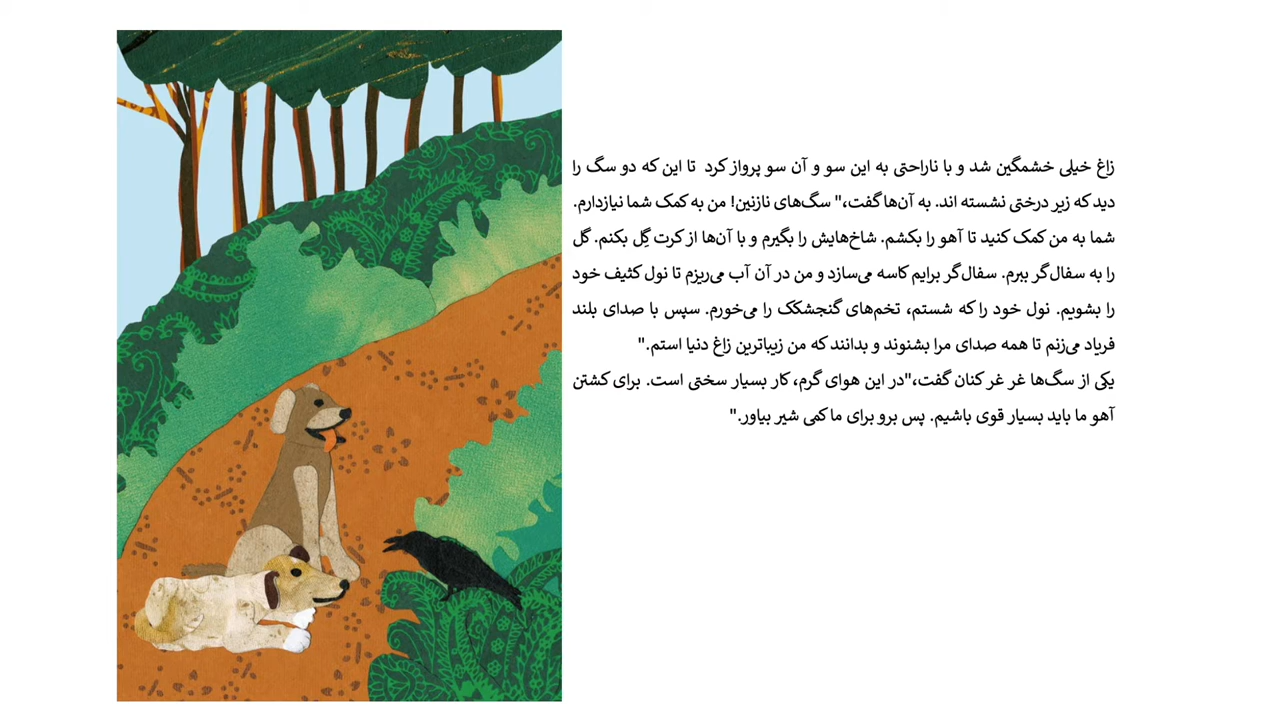 زاغ خیلی خشمگین شد و با ناراحتی به این سو و آن سو پرواز کرد تا این که دو سگ را
دید که زیر درختی نشسته اند. به آن‌ها گفت،" سگ‌های نازنین! من به کمک شما نیازدارم.
شما به من کمک کنید تا آهو را بکشم. شاخ‌هایش را بگیرم و با آن‌ها از کرت گِل بکنم. گل
را به سفال‌گر ببرم. سفال‌گر برایم کاسه می‌سازد و من در آن آب می‌ریزم تا نول کثیف خود
را بشویم. نول خود را که شستم، تخم‌های گنجشکک را می‌خورم. سپس با صدای بلند
فریاد می‌زنم تا همه صدای مرا بشنوند و بدانند که من زیباترین زاغ دنیا استم."
یکی از سگ‌ها غر غر کنان گفت،"در این هوای گرم، کار بسیار سختی است. برای کشتن
آهو ما باید بسیار قوی باشیم. پس برو برای ما کمی شیر بیاور."